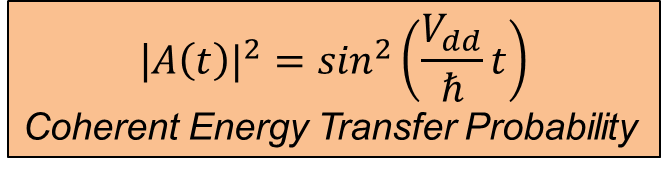 |A(t)|² = sin² (V_dd/ħ t)
Coherent Energy Transfer Probability